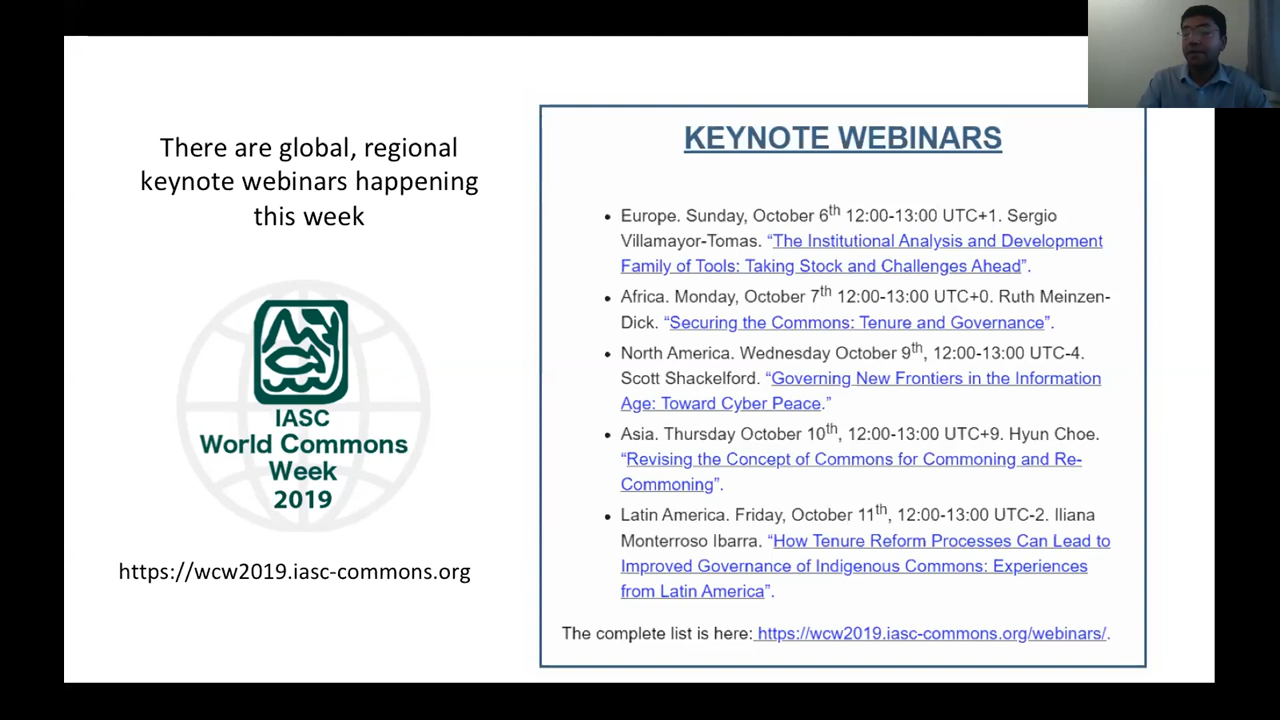 There are global, regional
keynote webinars happening
this week
IASC
World Commons
Week
2019
https://wcw2019.iasc-commons.org
KEYNOTE WEBINARS
• Europe. Sunday, October 6th 12:00-13:00 UTC+1. Sergio
Villamayor-Tomas. “The Institutional Analysis and Development
Family of Tools: Taking Stock and Challenges Ahead”.
• Africa. Monday, October 7th 12:00-13:00 UTC+0. Ruth Meinzen-
Dick. “Securing the Commons: Tenure and Governance”.
• North America. Wednesday October 9th, 12:00-13:00 UTC-4.
Scott Shackelford. “Governing New Frontiers in the Information
Age: Toward Cyber Peace.”
• Asia. Thursday October 10th, 12:00-13:00 UTC+9. Hyun Choe.
“Revising the Concept of Commons for Commoning and Re-
Commoning”.
• Latin America. Friday, October 11th, 12:00-13:00 UTC-2. Iliana
Monterroso Ibarra. “How Tenure Reform Processes Can Lead to
Improved Governance of Indigenous Commons: Experiences
from Latin America”.
The complete list is here: https://wcw2019.iasc-commons.org/webinars/.